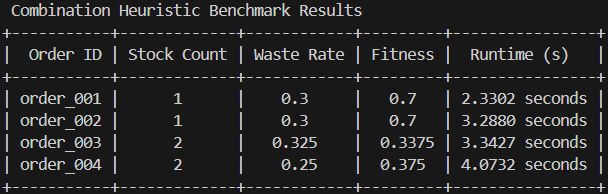 Combination Heuristic Benchmark Results
+-----------+-------------+------------+---------+----------------+
|  Order ID | Stock Count | Waste Rate | Fitness |  Runtime (s)   |
+-----------+-------------+------------+---------+----------------+
| order_001 |      1      |    0.3     |   0.7   | 2.3302 seconds |
| order_002 |      1      |    0.3     |   0.7   | 3.2880 seconds |
| order_003 |      2      |   0.325    |  0.3375 | 3.3427 seconds |
| order_004 |      2      |    0.25    |  0.375  | 4.0732 seconds |
+-----------+-------------+------------+---------+----------------+